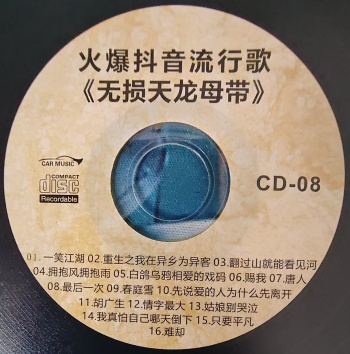 火爆抖音流行歌
《无损天龙母带》
CAR MUSIC
COMPACT
disc
Recordable
CD-08
01.一笑江湖 02.重生之我在异乡为异客 03.翻过山就能看见河
04.拥抱风拥抱雨 05.白鸽乌鸦相爱的戏码 06.赐我 07.唐人
08.最后一次 09.春庭雪 10.先说爱的人为什么先离开
11.胡广生 12.情字最大 13.姑娘别哭泣
14.我真怕自己哪天倒下 15.只要平凡
16.难却